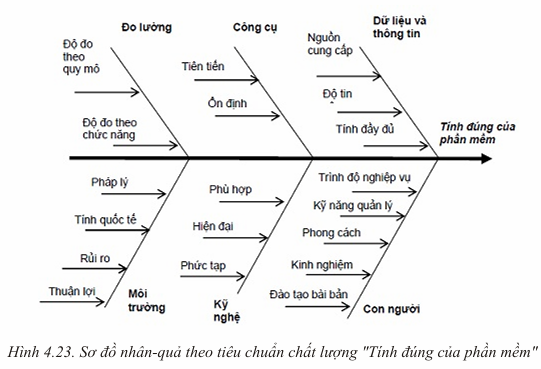 Đo lường
Công cụ
Dữ liệu và
thông tin
Độ đo
theo
quy mô
Độ đo theo
chức năng
Tiên tiến
Ổn định
Nguồn
cung cấp
Độ tin
Tính đầy đủ
Tính đúng của
phần mềm
Pháp lý
Tính quốc tế
Rủi ro
Thuận lợi
Môi
trường
Phù hợp
Hiện đại
Phức tạp
Kỹ
nghệ
Trình độ nghiệp vụ
Kỹ năng quản lý
Phong cách
Kinh nghiệm
Đào tạo bài bản
Con người
Hình 4.23. Sơ đồ nhân-quả theo tiêu chuẩn chất lượng "Tính đúng của phần mềm"